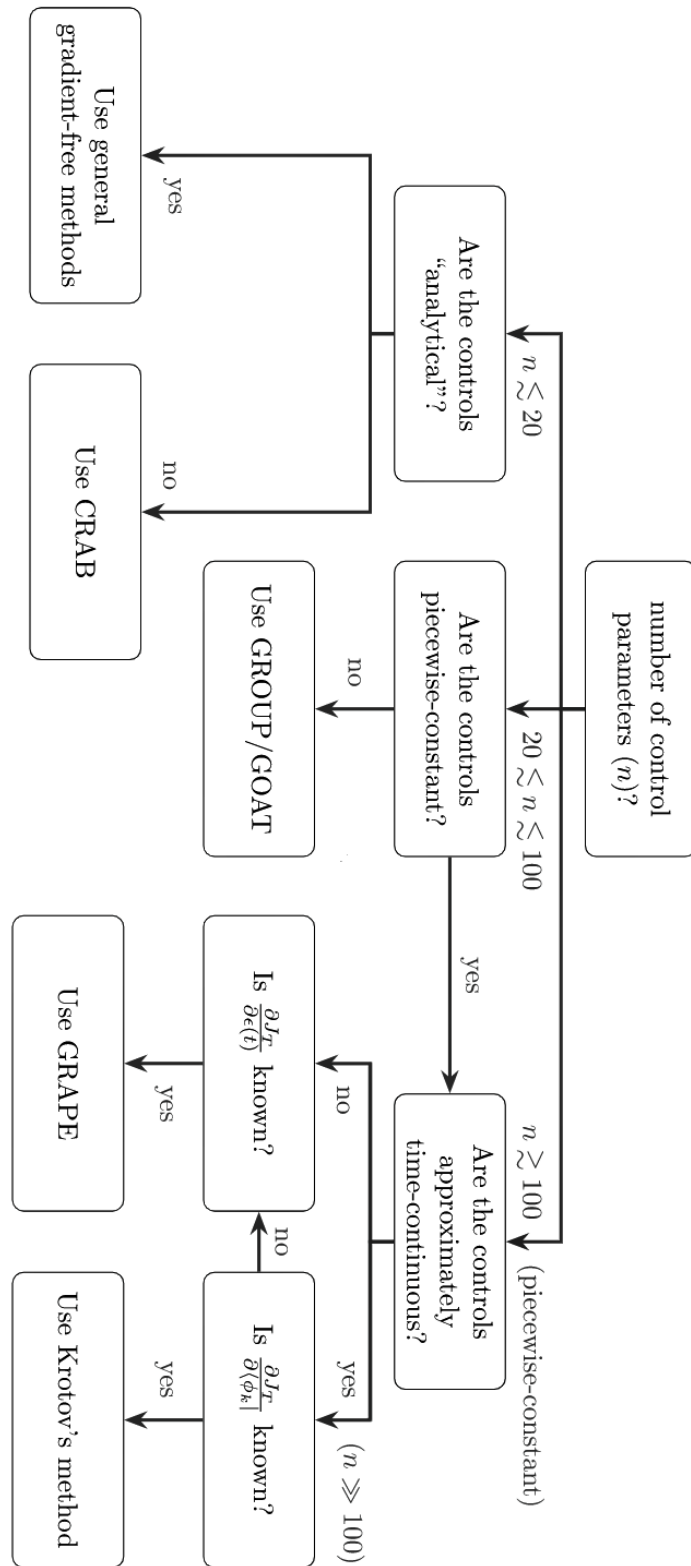 number of control
parameters (n)?
n ≲ 20
20 ≲ n ≲ 100
n ≳ 100
(piecewise-constant)
Are the controls
“analytical”?
Are the controls
piecewise-constant?
yes
Are the controls
approximately
time-continuous?
yes
no
no
no
yes
(n ≫ 100)
Use general
gradient-free methods
Use CRAB
Use GROUP/GOAT
Is ∂J_T/∂ϵ(t) known?
no
Is ∂J_T/∂⟨ϕ_k| known?
yes
yes
Use GRAPE
Use Krotov’s method